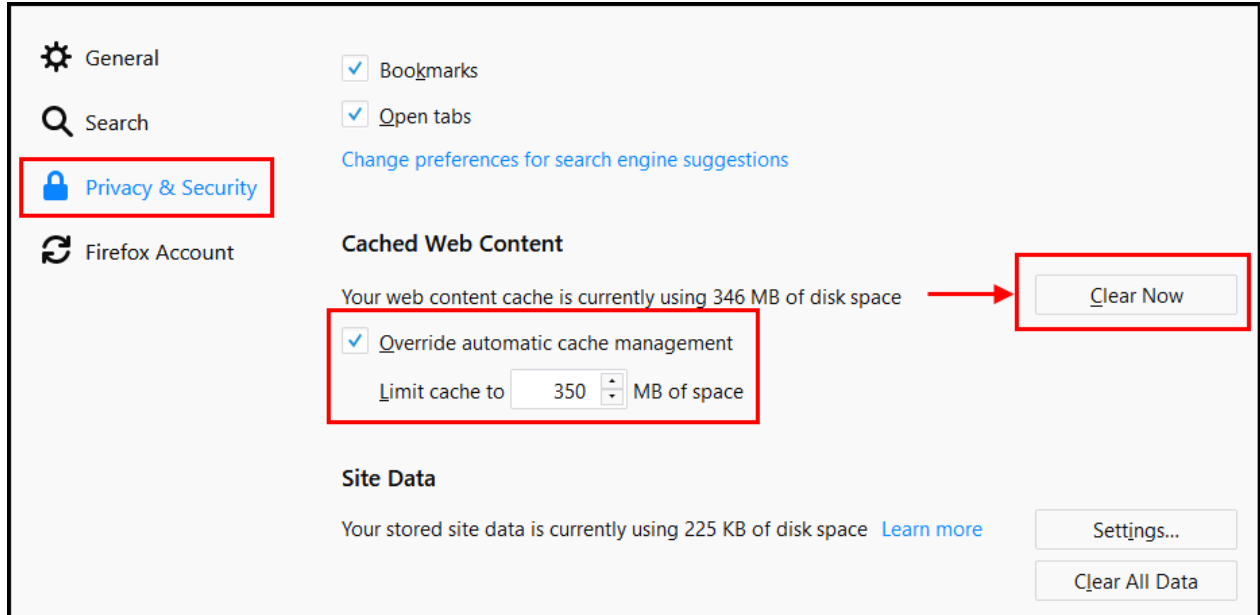 General
Search
Privacy & Security
Firefox Account
Bookmarks
Open tabs
Change preferences for search engine suggestions
Cached Web Content
Your web content cache is currently using 346 MB of disk space
Clear Now
Override automatic cache management
Limit cache to 350 MB of space
Site Data
Your stored site data is currently using 225 KB of disk space Learn more
Settings...
Clear All Data